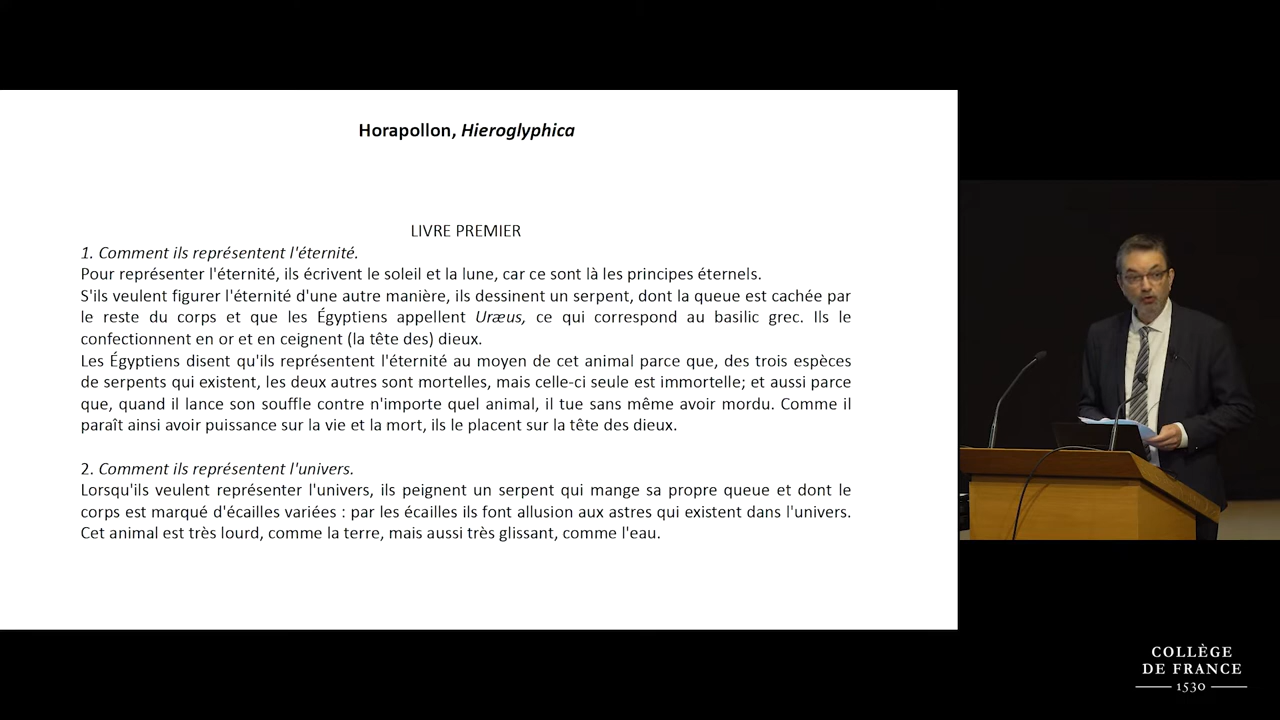 Horapollon, Hieroglyphica
LIVRE PREMIER
1. Comment ils représentent l'éternité.
Pour représenter l'éternité, ils écrivent le soleil et la lune, car ce sont là les principes éternels.
S'ils veulent figurer l'éternité d'une autre manière, ils dessinent un serpent, dont la queue est cachée par
le reste du corps et que les Égyptiens appellent Uræus, ce qui correspond au basilic grec. Ils le
confectionnent en or et en ceignent (la tête des) dieux.
Les Égyptiens disent qu'ils représentent l'éternité au moyen de cet animal parce que, des trois espèces
de serpents qui existent, les deux autres sont mortelles, mais celle-ci seule est immortelle; et aussi parce
que, quand il lance son souffle contre n'importe quel animal, il tue sans même avoir mordu. Comme il
paraît ainsi avoir puissance sur la vie et la mort, ils le placent sur la tête des dieux.
2. Comment ils représentent l'univers.
Lorsqu'ils veulent représenter l'univers, ils peignent un serpent qui mange sa propre queue et dont le
corps est marqué d'écailles variées : par les écailles ils font allusion aux astres qui existent dans l'univers.
Cet animal est très lourd, comme la terre, mais aussi très glissant, comme l'eau.
COLLÈGE
DE FRANCE
1530